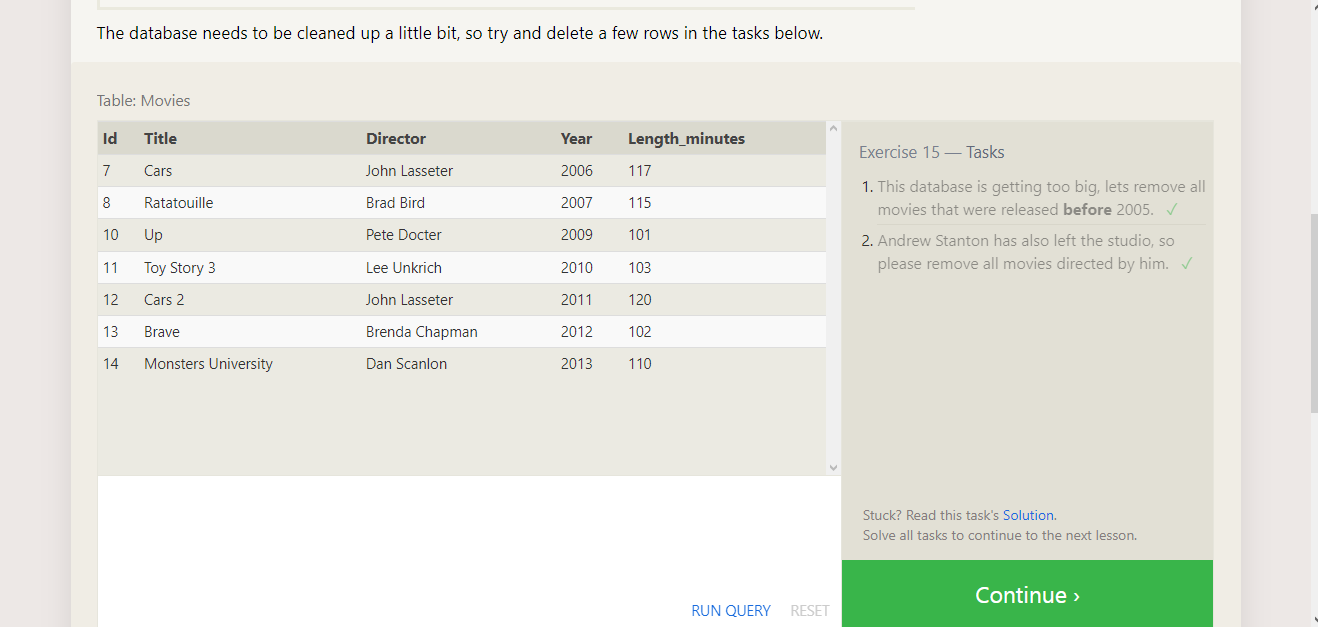 The database needs to be cleaned up a little bit, so try and delete a few rows in the tasks below.
Table: Movies
Id Title Director Year Length_minutes
7 Cars John Lasseter 2006 117
8 Ratatouille Brad Bird 2007 115
10 Up Pete Docter 2009 101
11 Toy Story 3 Lee Unkrich 2010 103
12 Cars 2 John Lasseter 2011 120
13 Brave Brenda Chapman 2012 102
14 Monsters University Dan Scanlon 2013 110
RUN QUERY RESET
Exercise 15 — Tasks
1. This database is getting too big, lets remove all
movies that were released before 2005. ✓
2. Andrew Stanton has also left the studio, so
please remove all movies directed by him. ✓
Stuck? Read this task's Solution.
Solve all tasks to continue to the next lesson.
Continue ›